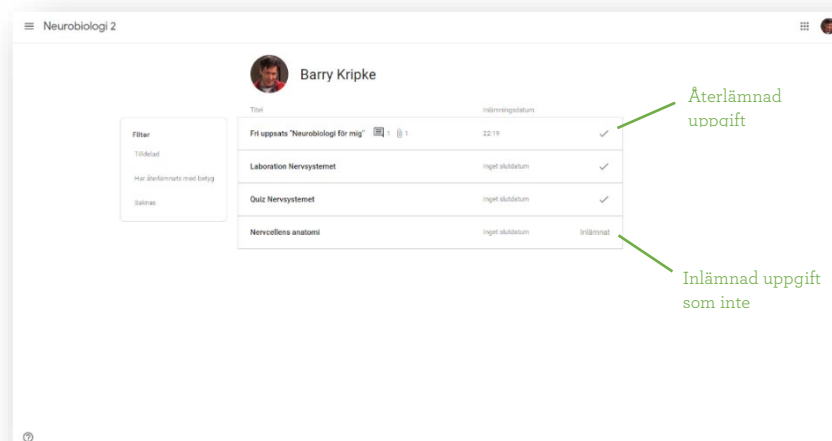 Neurobiologi 2
Barry Kripke
Titel Inlämningsdatum
Fri uppsats "Neurobiologi för mig" 1 1 22:19
Laboration Nervsystemet Inget slutdatum
Quiz Nervsystemet Inget slutdatum
Nervcellens anatomi Inget slutdatum Inlämnat
Filter
Tilldelad
Har återlämnats med betyg
Saknas
Återlämnad
uppgift
Inlämnad uppgift
som inte